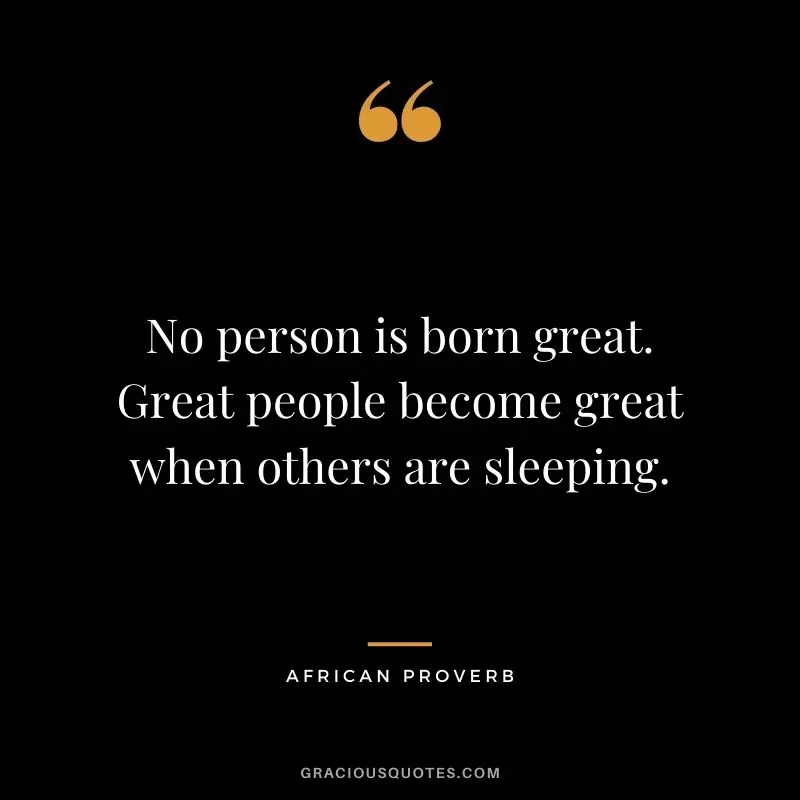 “
No person is born great.
Great people become great
when others are sleeping.
AFRICAN PROVERB
GRACIOUSQUOTES.COM